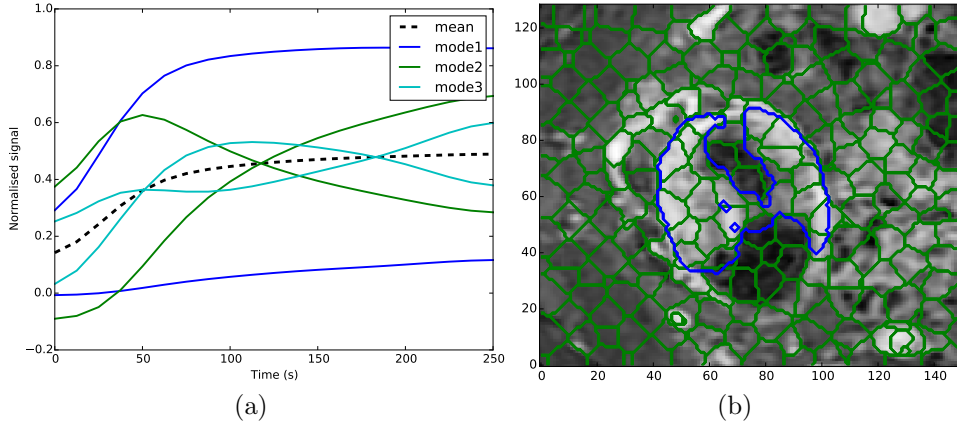 1.0
0.8
0.6
0.4
0.2
0.0
−0.2
Normalised signal
mean
mode1
mode2
mode3
0 50 100 150 200 250
Time (s)
(a)
120
100
80
60
40
20
0
0 20 40 60 80 100 120 140
(b)